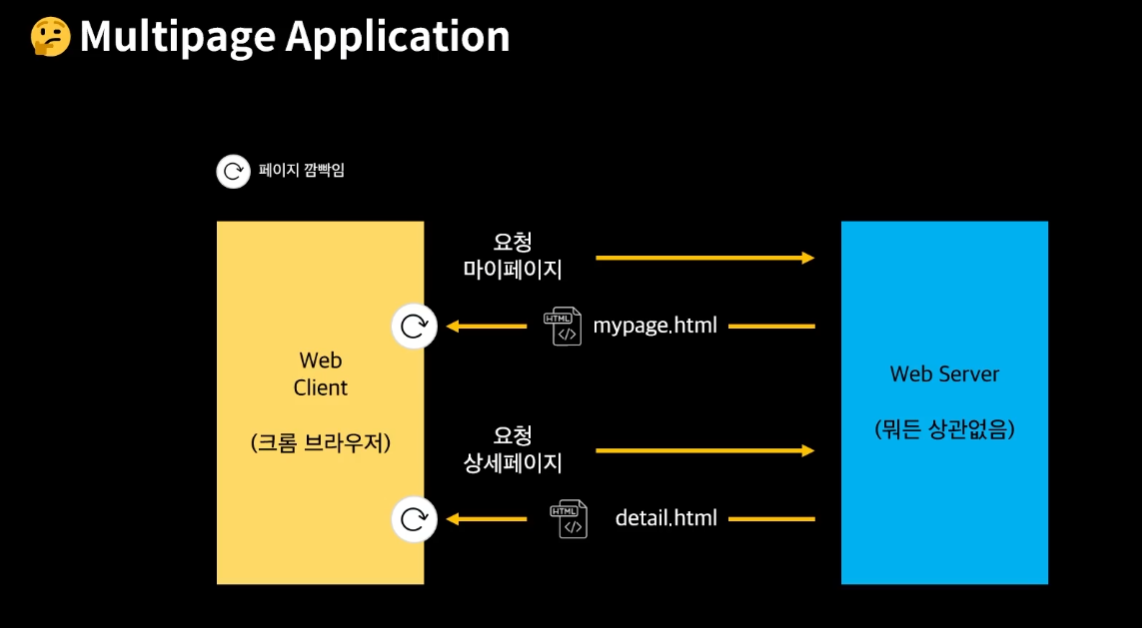 🤔 Multipage Application
페이지 깜빡임
요청
마이페이지
HTML
mypage.html
Web
Client
(크롬 브라우저)
Web Server
(뭐든 상관없음)
요청
상세페이지
HTML
detail.html